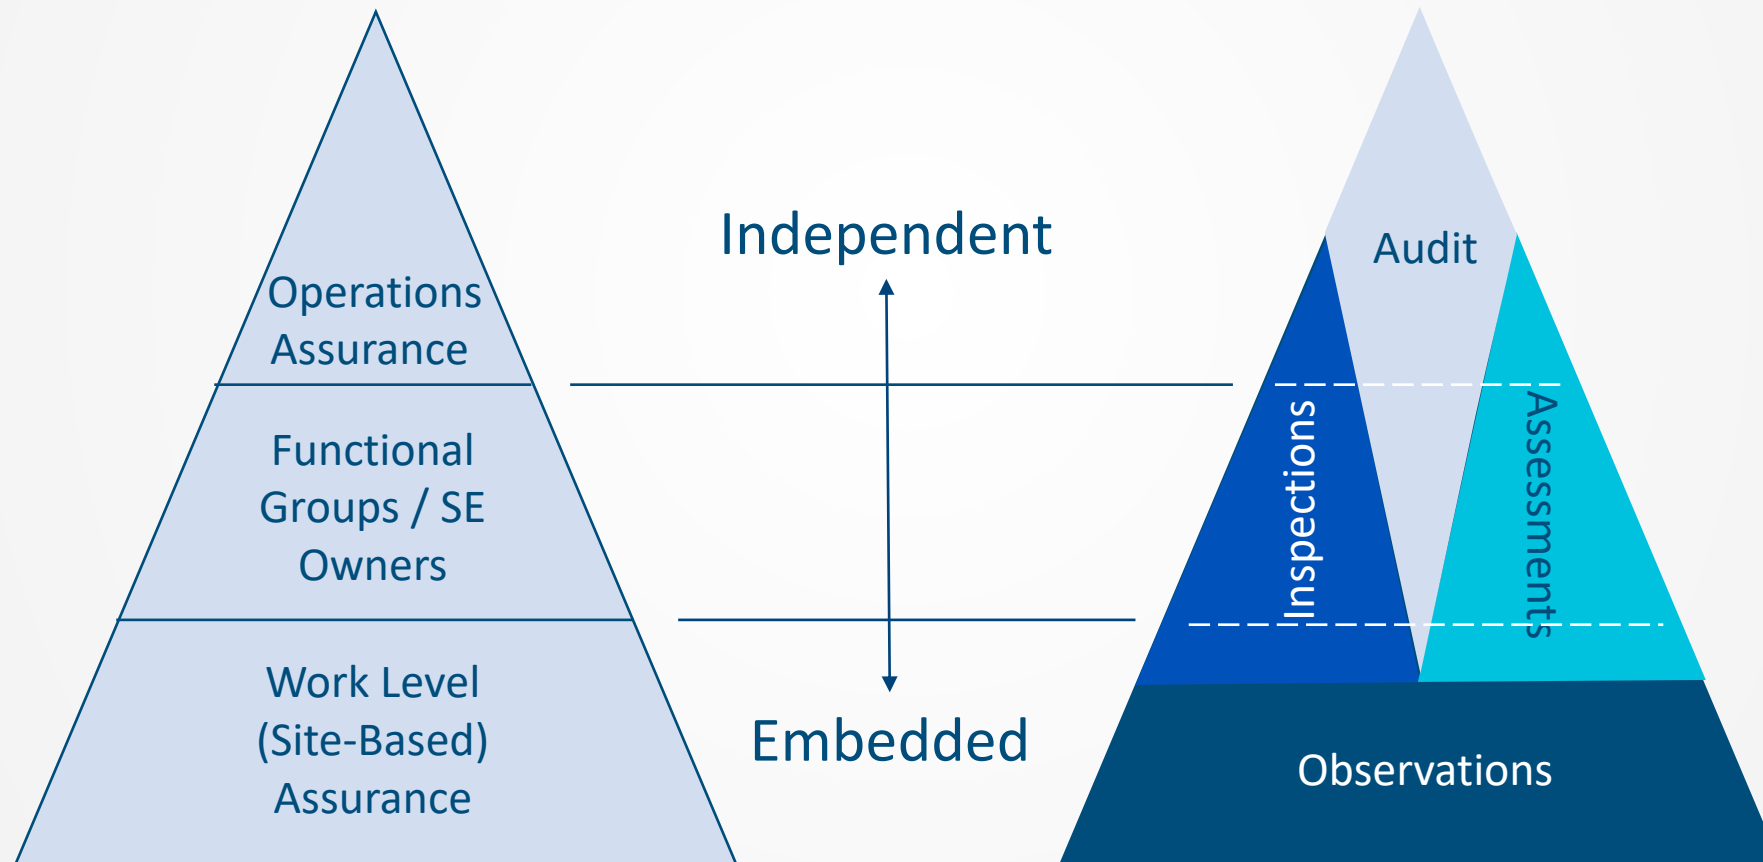 Operations
Assurance
Functional
Groups / SE
Owners
Work Level
(Site-Based)
Assurance
Independent
Embedded
Audit
Inspections
Assessments
Observations